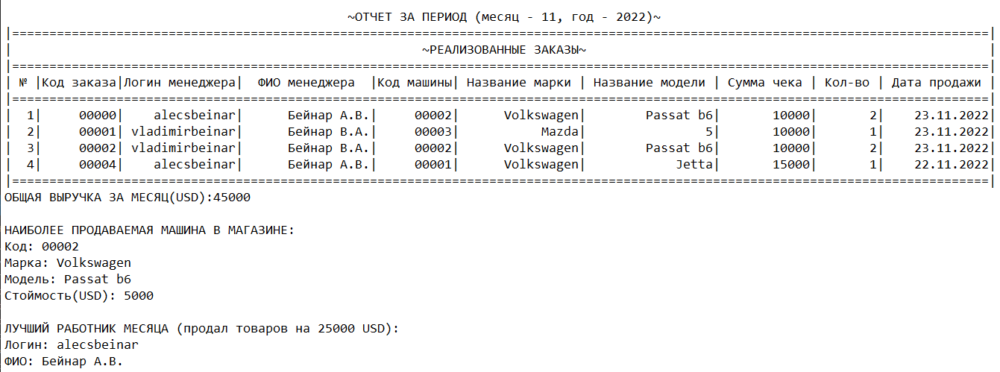 ~ОТЧЕТ ЗА ПЕРИОД (месяц - 11, год - 2022)~
|===================================================================================================================================|
|                                                       ~РЕАЛИЗОВАННЫЕ ЗАКАЗЫ~                                                      |
|===================================================================================================================================|
| № |Код заказа|Логин менеджера|  ФИО менеджера  |Код машины| Название марки | Название модели | Сумма чека | Кол-во | Дата продажи |
|===================================================================================================================================|
|  1|     00000|     alecsbeinar|      Бейнар А.В.|     00002|      Volkswagen|        Passat b6|       10000|       2|    23.11.2022|
|  2|     00001| vladimirbeinar|      Бейнар В.А.|     00003|           Mazda|                5|       10000|       1|    23.11.2022|
|  3|     00002| vladimirbeinar|      Бейнар В.А.|     00002|      Volkswagen|        Passat b6|       10000|       2|    23.11.2022|
|  4|     00004|    alecsbeinar|      Бейнар А.В.|     00001|      Volkswagen|            Jetta|       15000|       1|    22.11.2022|
|===================================================================================================================================|
ОБЩАЯ ВЫРУЧКА ЗА МЕСЯЦ(USD):45000
НАИБОЛЕЕ ПРОДАВАЕМАЯ МАШИНА В МАГАЗИНЕ:
Код: 00002
Марка: Volkswagen
Модель: Passat b6
Стоймость(USD): 5000
ЛУЧШИЙ РАБОТНИК МЕСЯЦА (продал товаров на 25000 USD):
Логин: alecsbeinar
ФИО: Бейнар А.В.